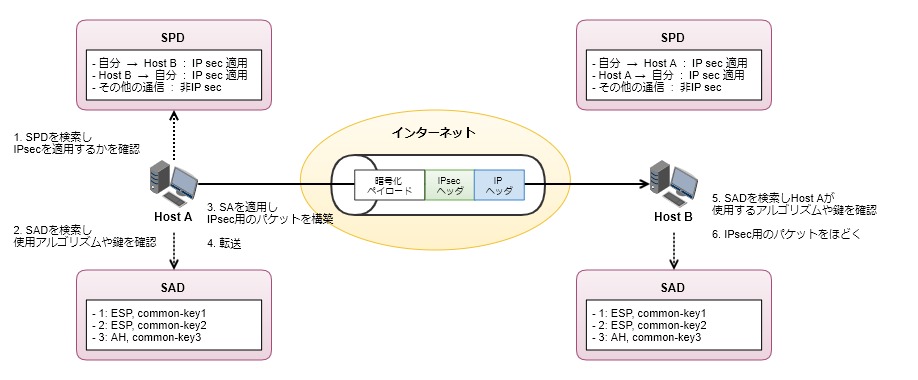 SPD
- 自分 → Host B : IP sec 適用
- Host B → 自分 : IP sec 適用
- その他の通信 : 非IP sec
SPD
- 自分 → Host A : IP sec 適用
- Host A → 自分 : IP sec 適用
- その他の通信 : 非IP sec
1. SPDを検索し
IPsecを適用するかを確認
インターネット
暗号化
ペイロード
IPsec
ヘッダ
IP
ヘッダ
Host A
3. SAを適用し
IPsec用のパケットを構築
4. 転送
Host B
5. SADを検索しHost Aが
使用するアルゴリズムや鍵を確認
6. IPsec用のパケットをほどく
2. SADを検索し
使用アルゴリズムや鍵を確認
SAD
- 1: ESP, common-key1
- 2: ESP, common-key2
- 3: AH, common-key3
SAD
- 1: ESP, common-key1
- 2: ESP, common-key2
- 3: AH, common-key3